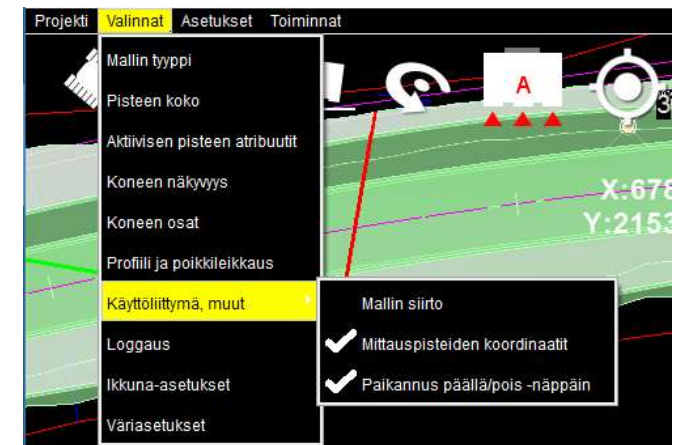 Projekti Valinnat Asetukset Toiminnat
Mallin tyyppi
Pisteen koko
A
Aktiivisen pisteen atribuutit
Koneen näkyvyys
X:678
Koneen osat
Y:2153
Profiili ja poikkileikkaus
Käyttöliittymä, muut
Mallin siirto
Loggaus
Mittauspisteiden koordinaatit
Ikkuna-asetukset
Paikannus päällä/pois -näppäin
Väriasetukset